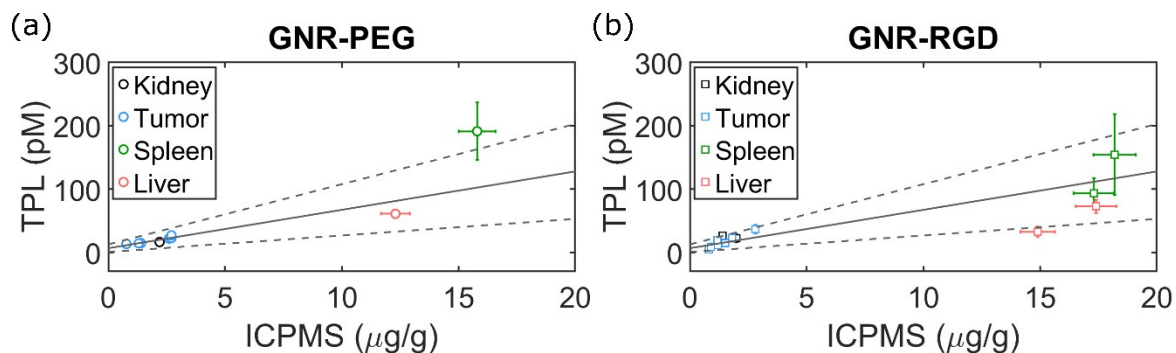 (a)
GNR-PEG
300
200
100
0
TPL (pM)
Kidney
Tumor
Spleen
Liver
0 5 10 15 20
ICPMS (μg/g)
(b)
GNR-RGD
300
200
100
0
TPL (pM)
Kidney
Tumor
Spleen
Liver
0 5 10 15 20
ICPMS (μg/g)